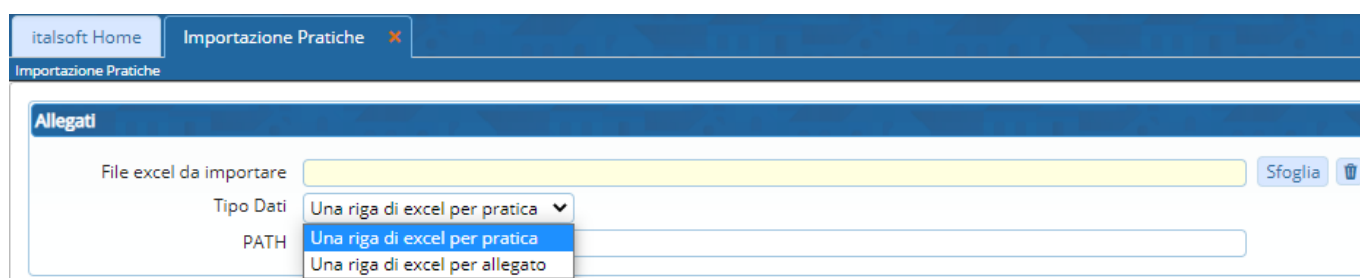 italsoft Home
Importazione Pratiche
Importazione Pratiche
Allegati
File excel da importare
Sfoglia
Tipo Dati
Una riga di excel per pratica
PATH
Una riga di excel per pratica
Una riga di excel per allegato